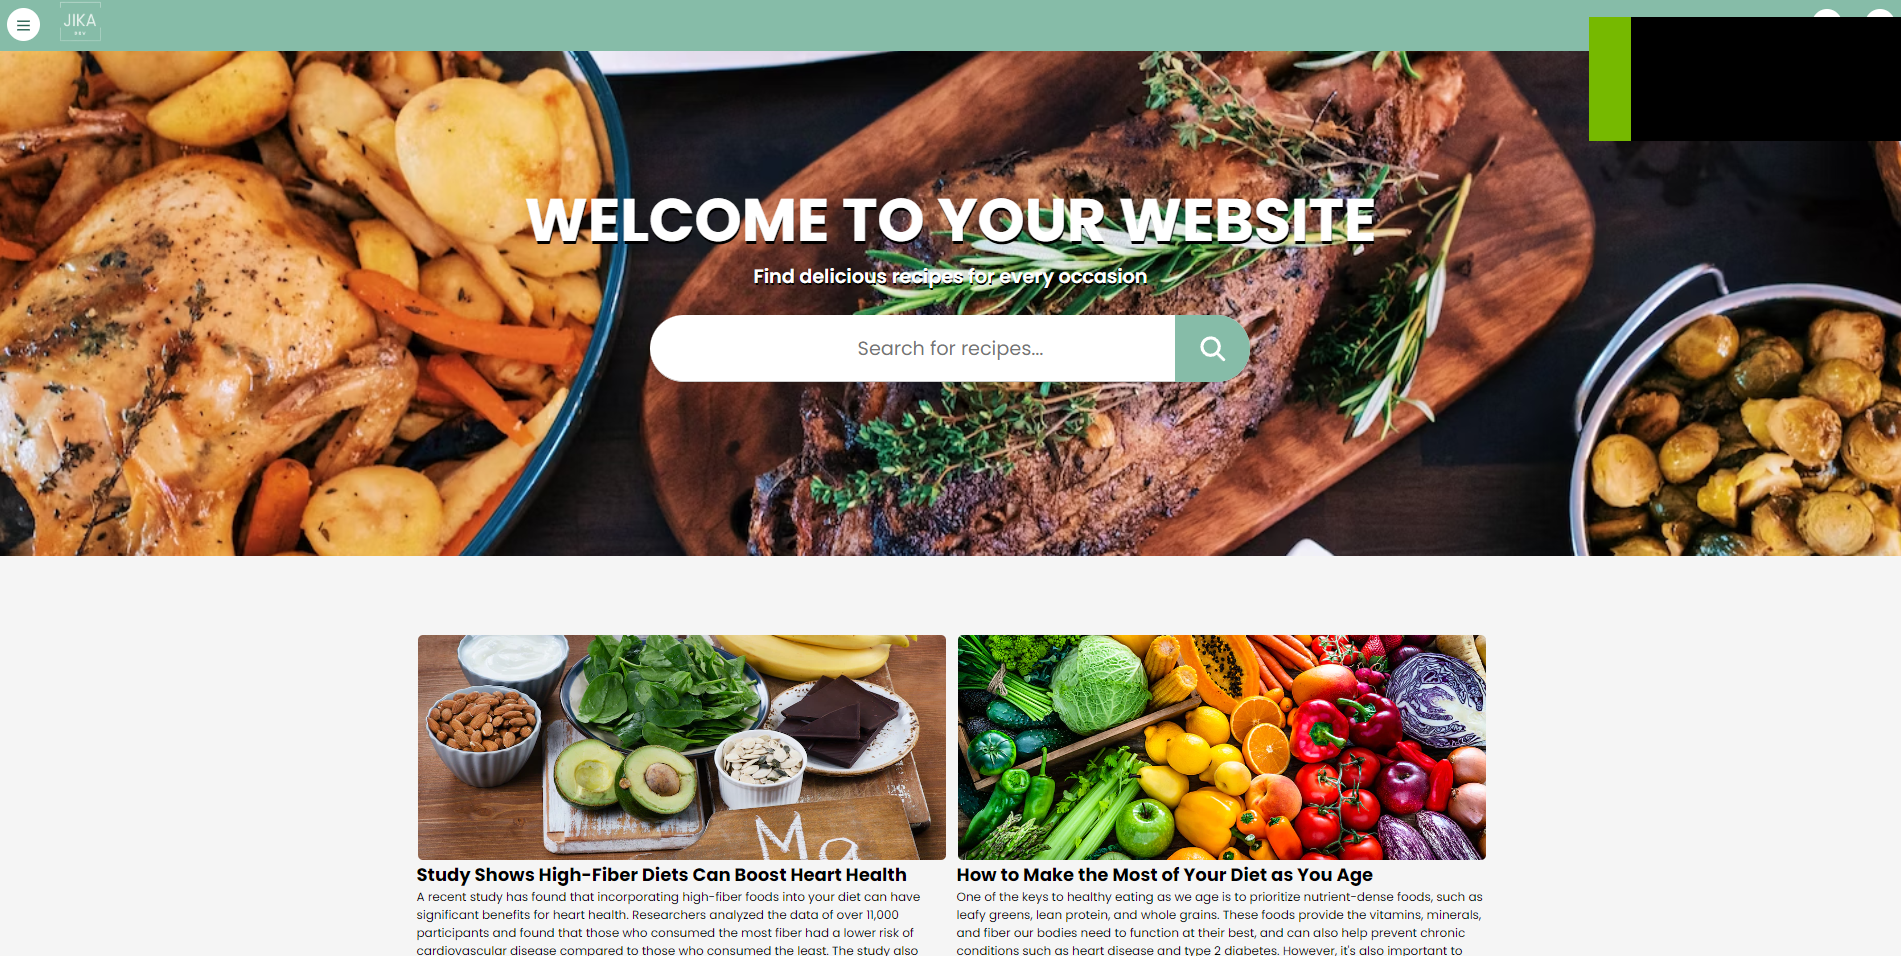 JIKA
WELCOME TO YOUR WEBSITE
Find delicious recipes for every occasion
Search for recipes...
Mg
Study Shows High-Fiber Diets Can Boost Heart Health
A recent study has found that incorporating high-fiber foods into your diet can have
significant benefits for heart health. Researchers analyzed the data of over 11,000
participants and found that those who consumed the most fiber had a lower risk of
cardiovascular disease compared to those who consumed the least. The study also
How to Make the Most of Your Diet as You Age
One of the keys to healthy eating as we age is to prioritize nutrient-dense foods, such as
leafy greens, lean protein, and whole grains. These foods provide the vitamins, minerals,
and fiber our bodies need to function at their best, and can also help prevent chronic
conditions such as heart disease and type 2 diabetes. However, it's also important to